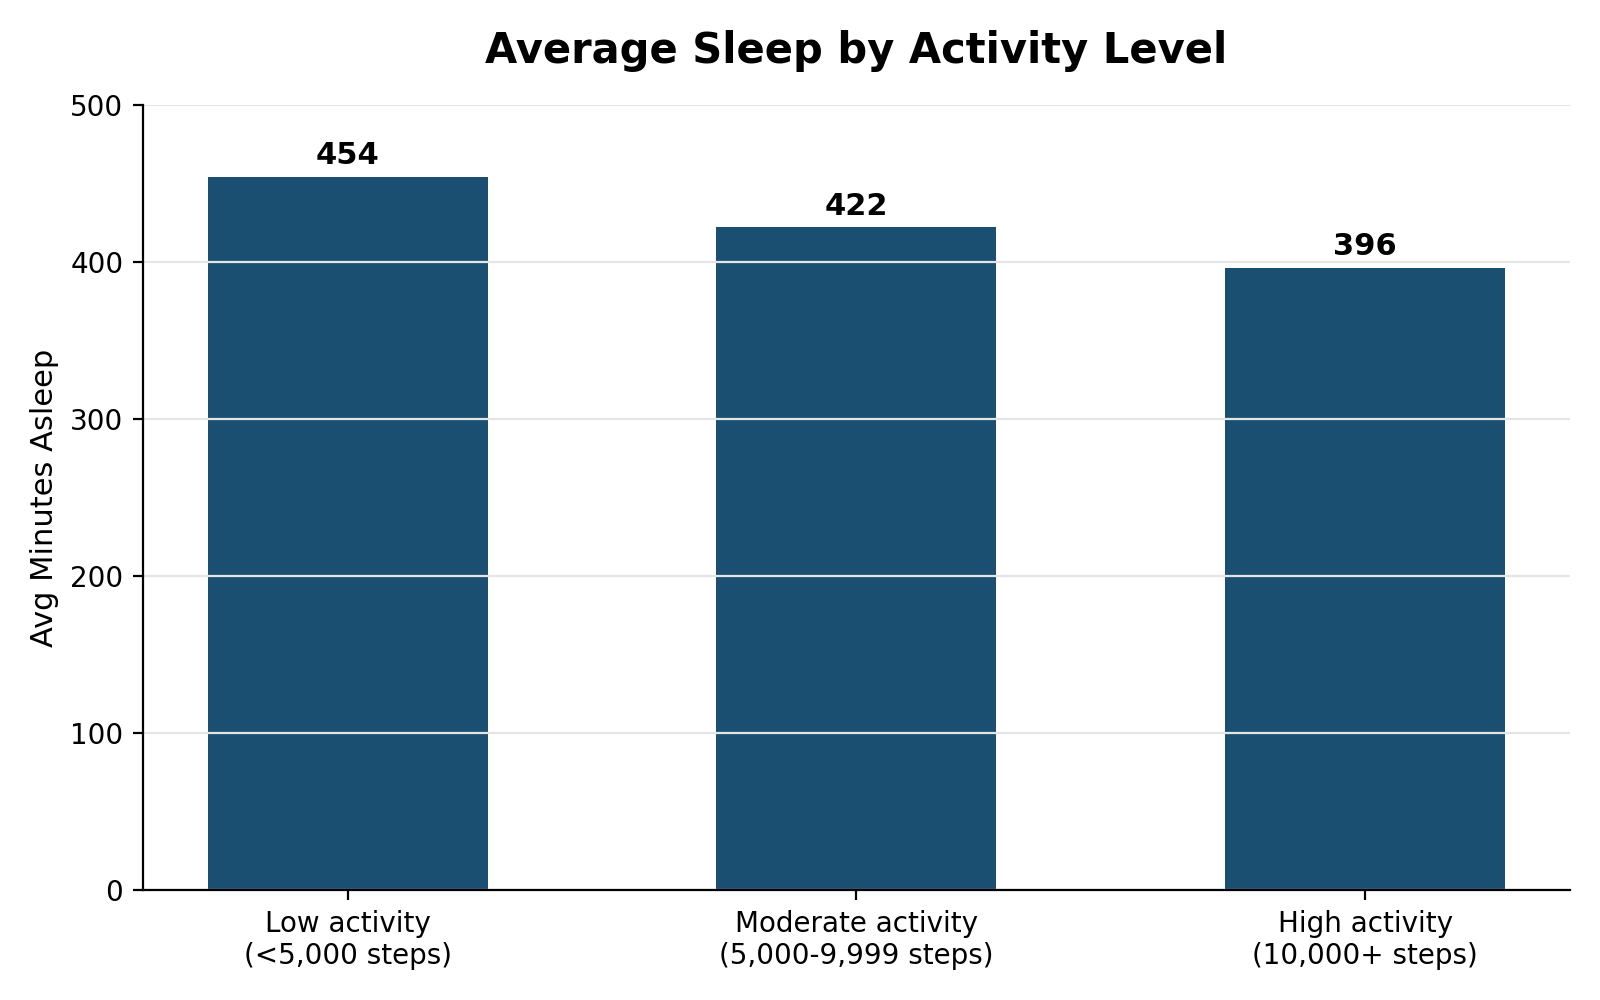 Average Sleep by Activity Level
500
454
422
400
396
300
Avg Minutes Asleep
200
100
0
Low activity
(<5,000 steps)
Moderate activity
(5,000-9,999 steps)
High activity
(10,000+ steps)